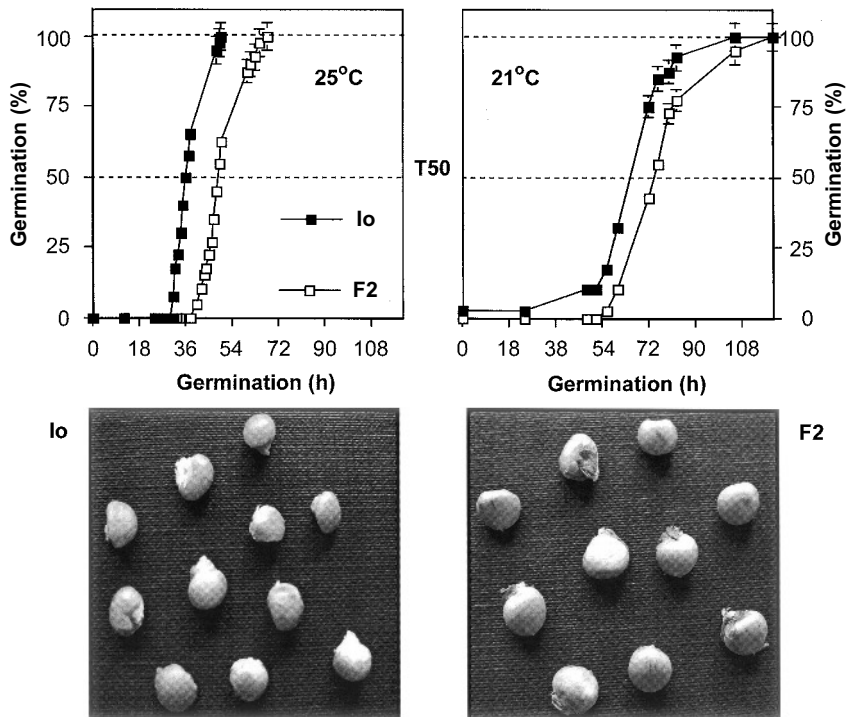 100
75
50
25
0
Germination (%)
25°C
Io
F2
0 18 36 54 72 90 108
Germination (h)
T50
21°C
100
75
50
25
0
Germination (%)
0 18 36 54 72 90 108
Germination (h)
Io
F2